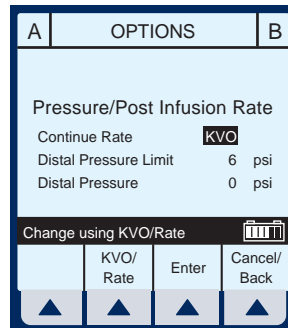 A OPTIONS B
Pressure/Post Infusion Rate
Continue Rate KVO
Distal Pressure Limit 6 psi
Distal Pressure 0 psi
Change using KVO/Rate
KVO/
Rate
Enter
Cancel/
Back